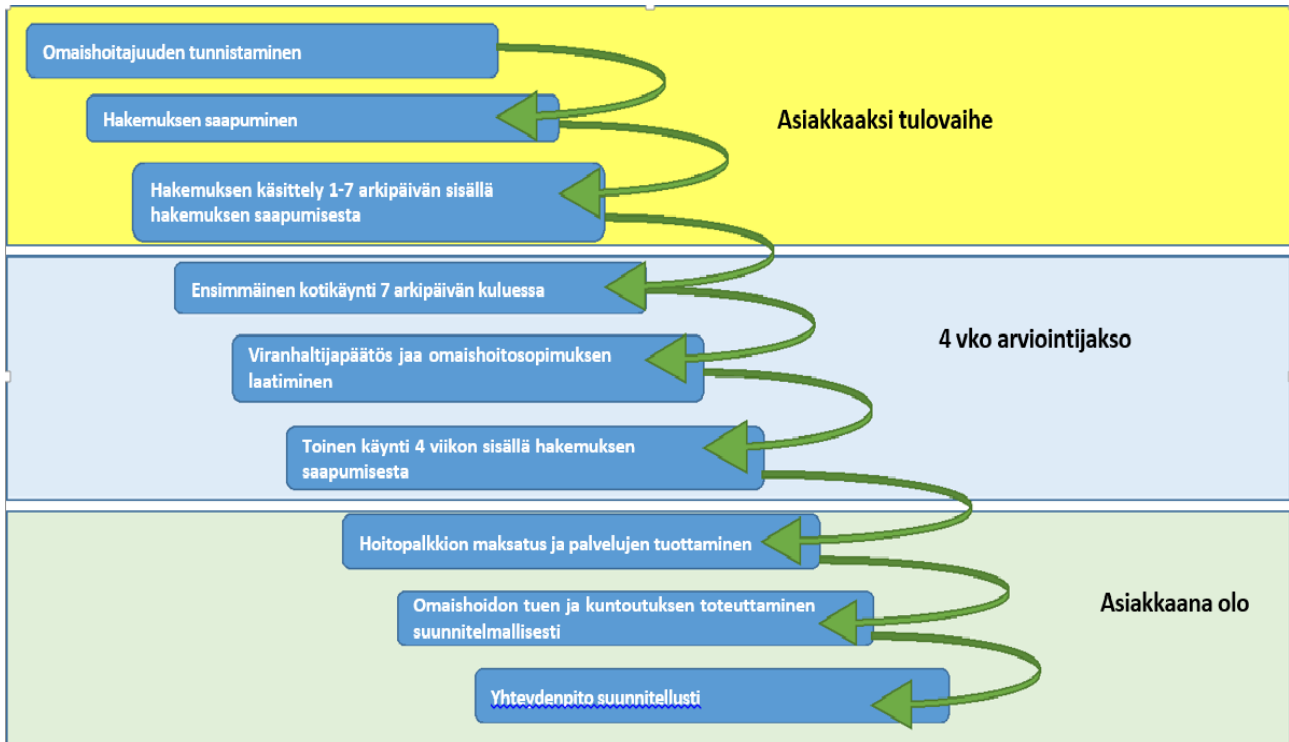 Omaishoitajuuden tunnistaminen
Hakemuksen saapuminen
Asiakkaaksi tulovaihe
Hakemuksen käsittely 1-7 arkipäivän sisällä
hakemuksen saapumisesta
Ensimmäinen kotikäynti 7 arkipäivän kuluessa
4 vko arviointijakso
Viranhaltijapäätös jaa omaishoitosopimuksen
laatiminen
Toinen käynti 4 viikon sisällä hakemuksen
saapumisesta
Hoitopalkkion maksatus ja palvelujen tuottaminen
Asiakkaana olo
Omaishoidon tuen ja kuntoutuksen toteuttaminen
suunnitelmallisesti
Yhteydenpito suunnitellusti